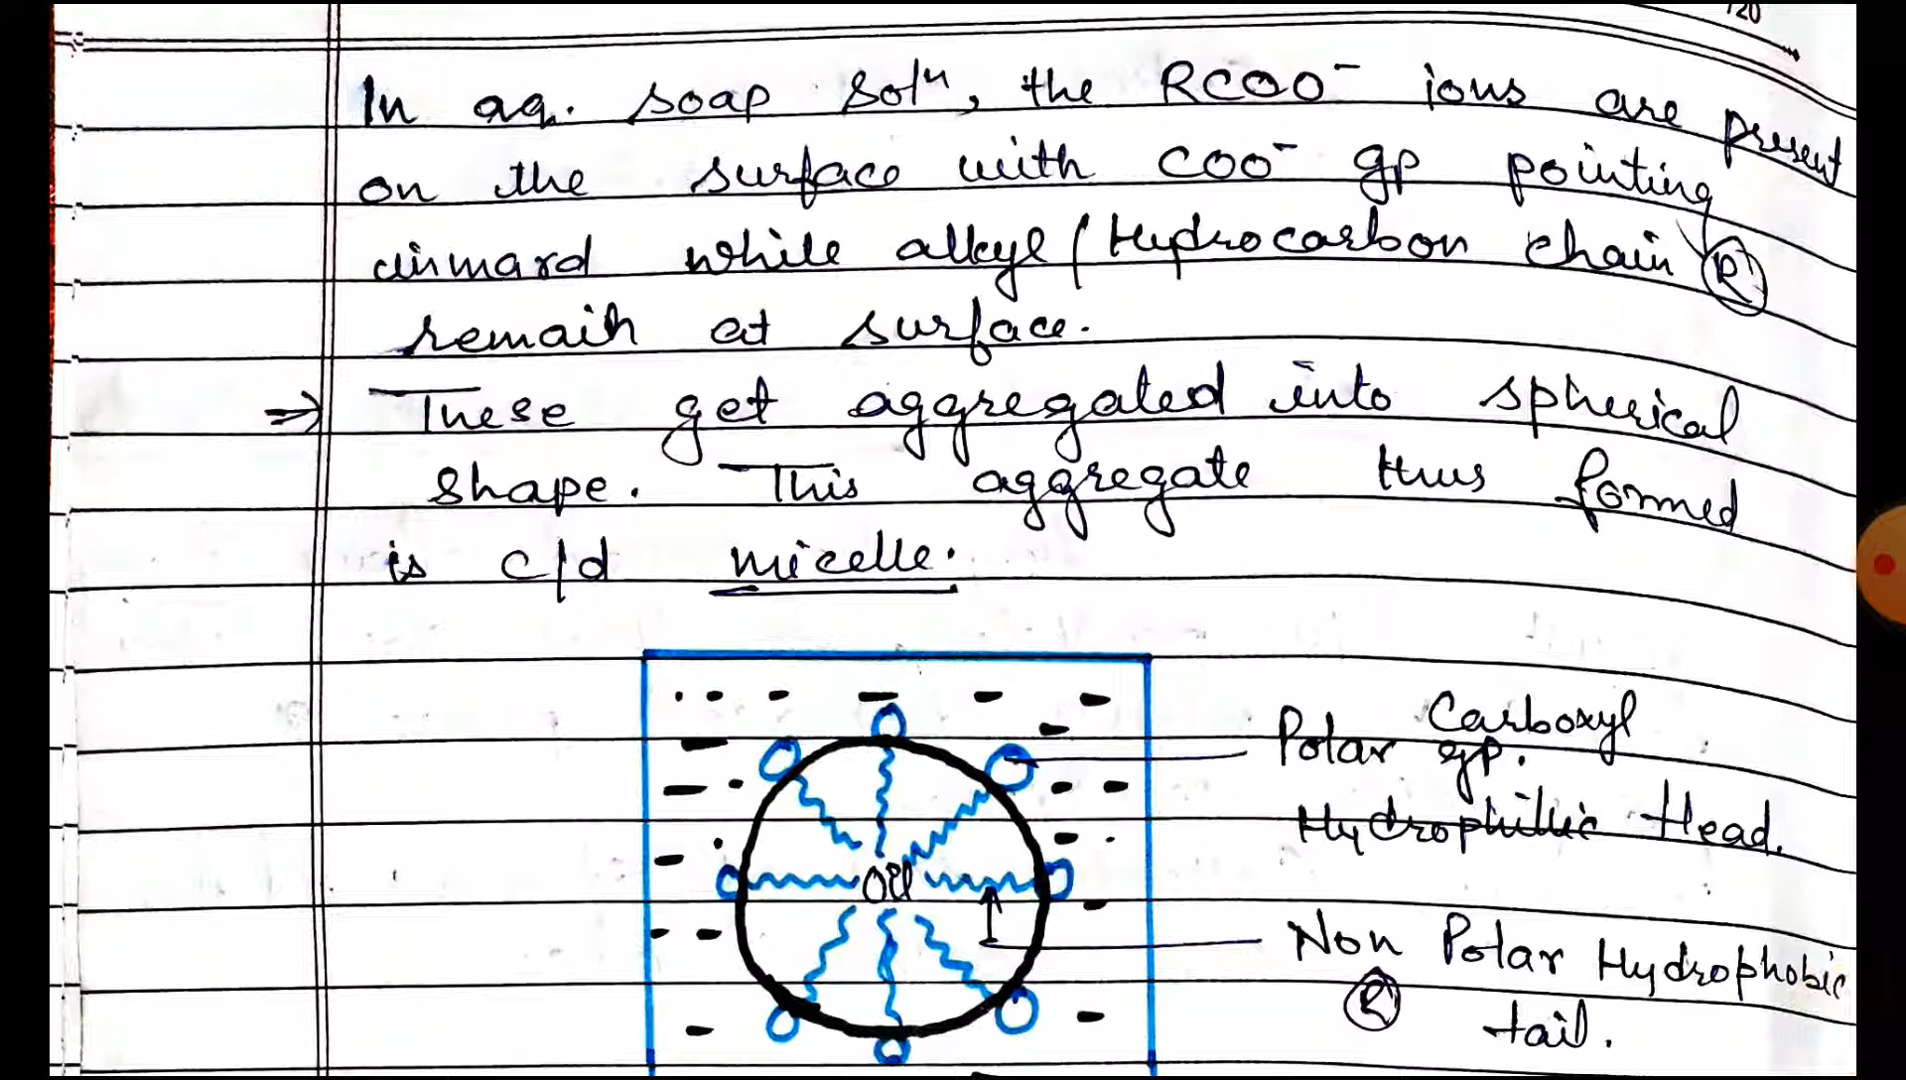 120
In aq. soap solⁿ, the RCOO⁻ ions are present
on the surface with COO⁻ gp pointing
inward while alkyl / Hydrocarbon chain (R)
remain at surface.
⇒ These get aggregated into spherical
shape. This aggregate thus formed
is c/d micelle.
Polar Carboxyl gp.
Hydrophillic Head.
Oil
Non Polar Hydrophobic
(R) tail.